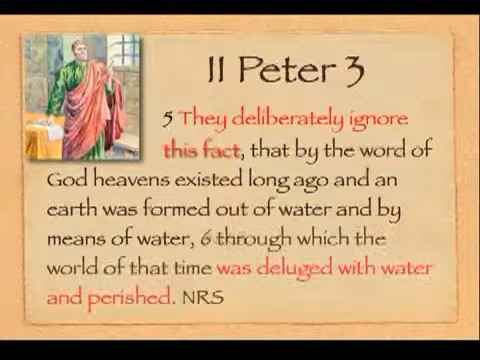 II Peter 3
5 They deliberately ignore
this fact, that by the word of
God heavens existed long ago and an
earth was formed out of water and by
means of water, 6 through which the
world of that time was deluged with water
and perished. NRS